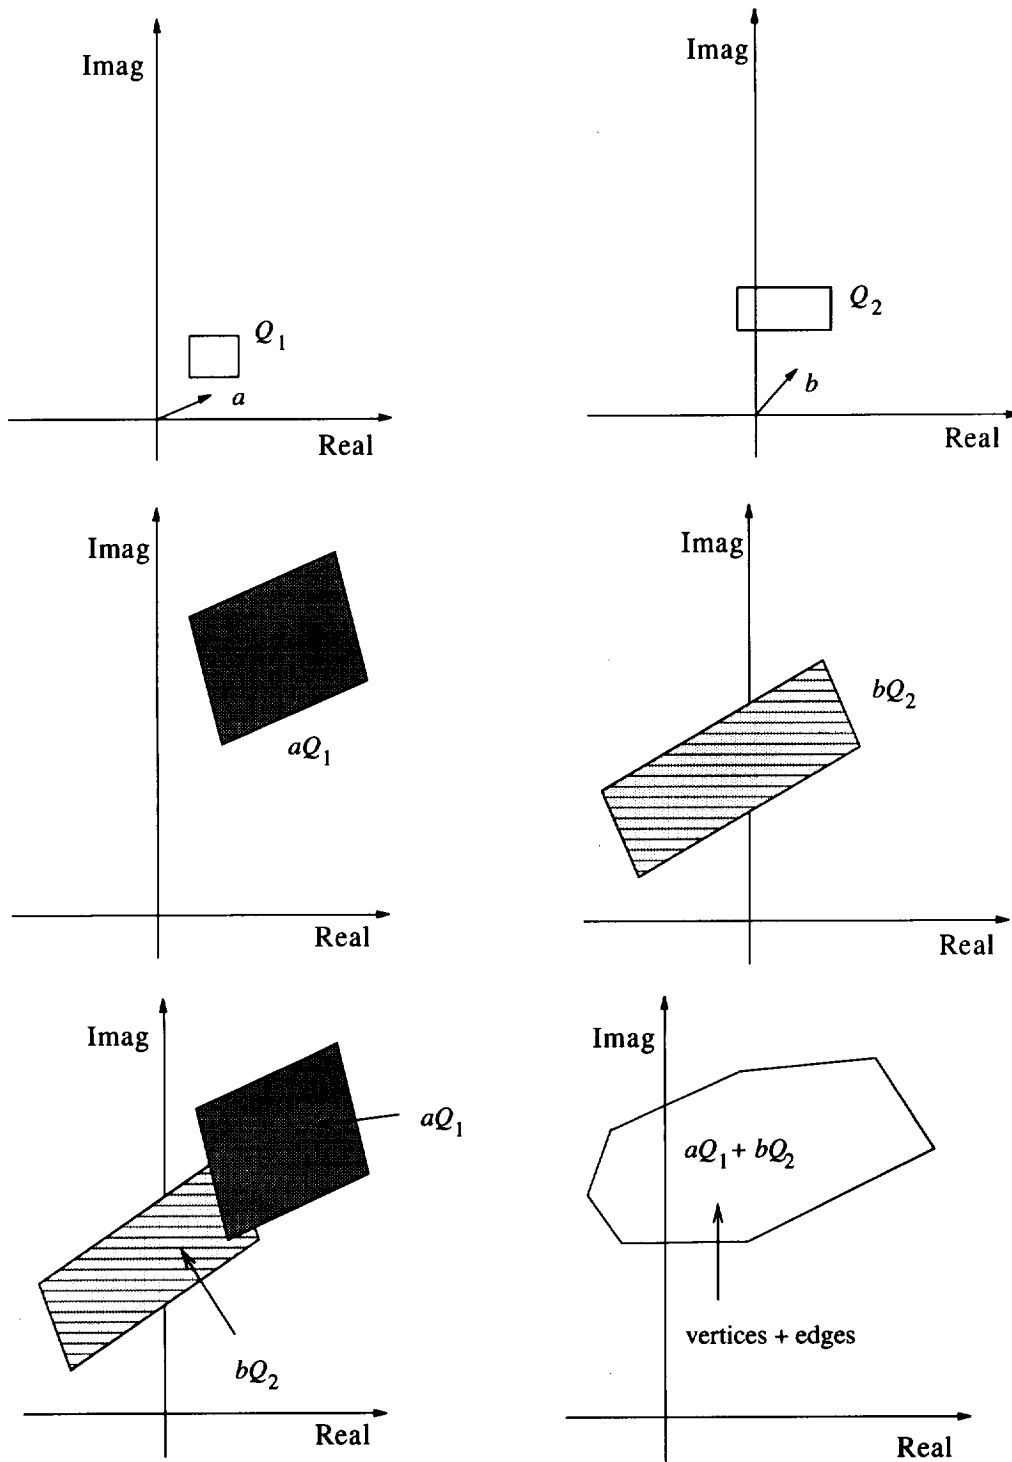 Imag
Q1
a
Real
Imag
Q2
b
Real
Imag
aQ1
Real
Imag
bQ2
Real
Imag
aQ1
bQ2
Real
Imag
aQ1 + bQ2
vertices + edges
Real